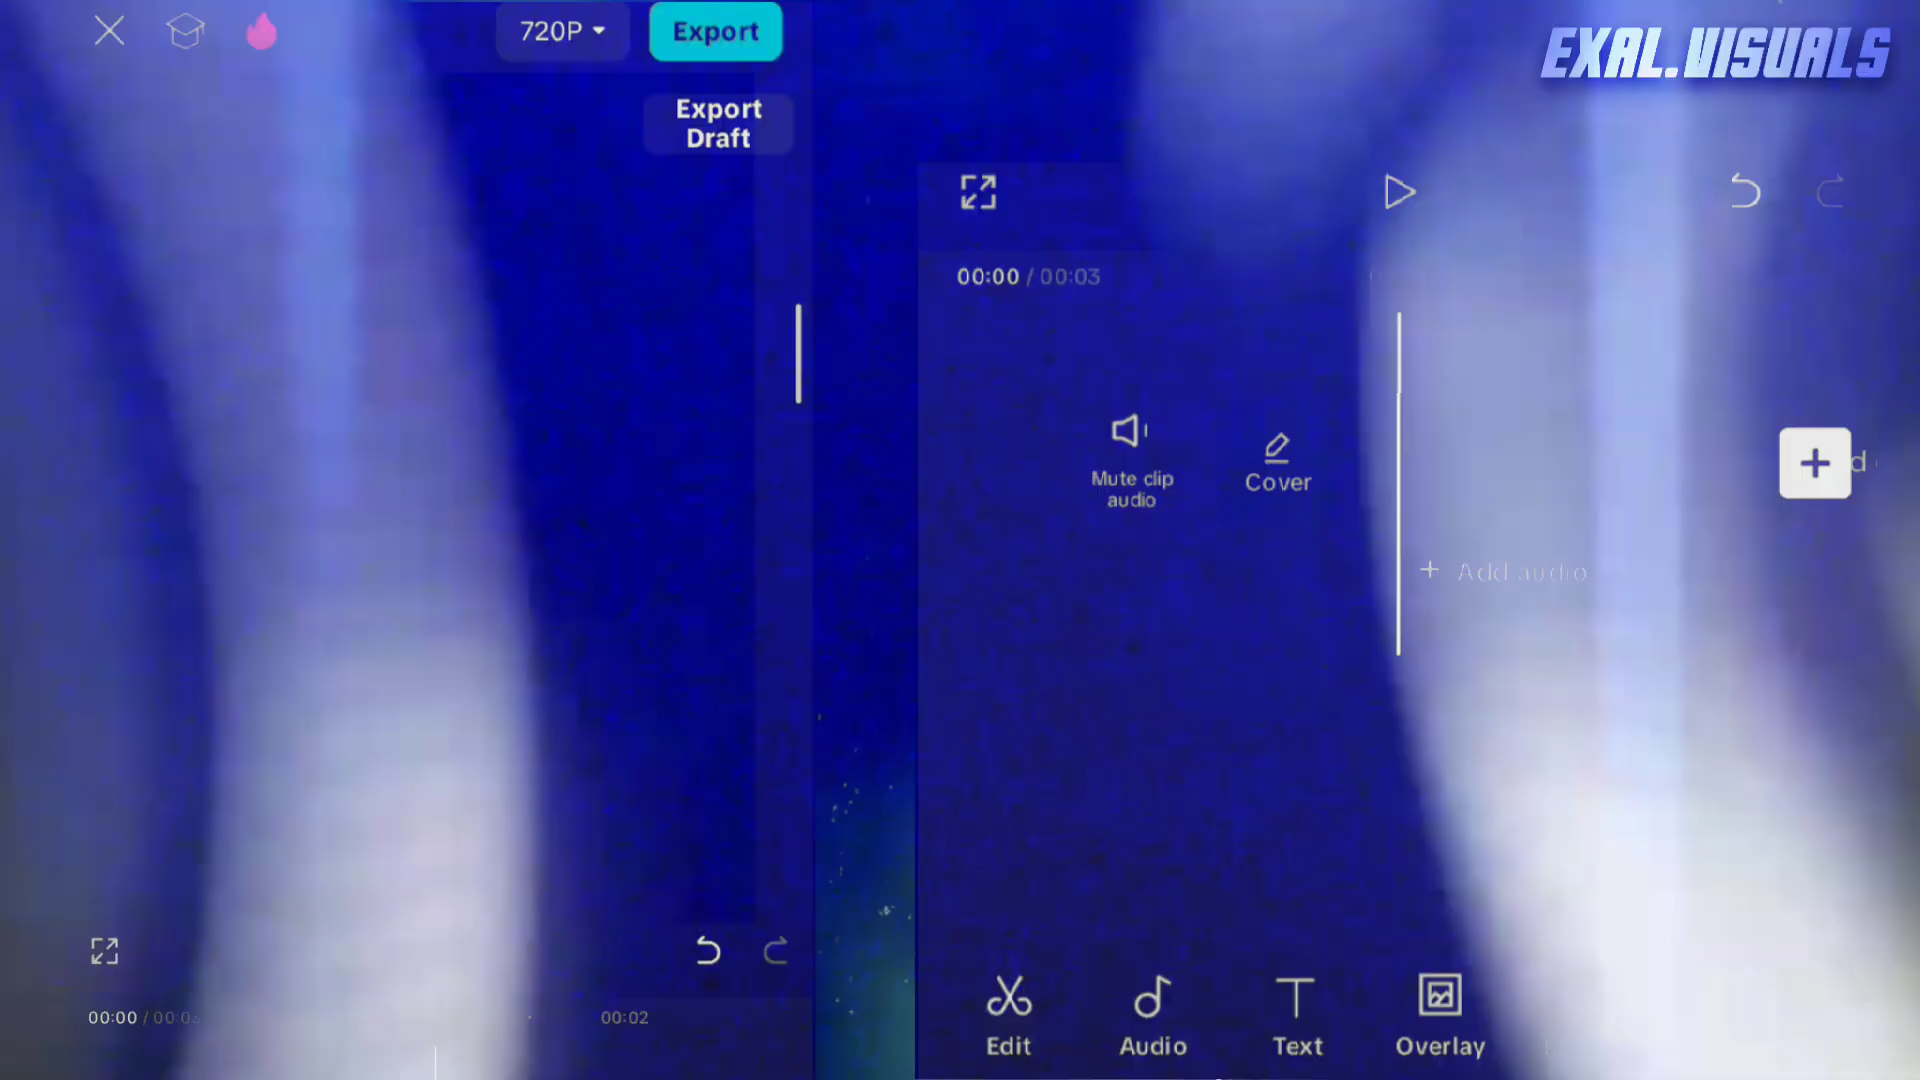 720P
Export
EXAL.VISUALS
Export
Draft
00:00 / 00:03
Mute clip
audio
Cover
+ Add audio
00:00
00:02
Edit
Audio
Text
Overlay